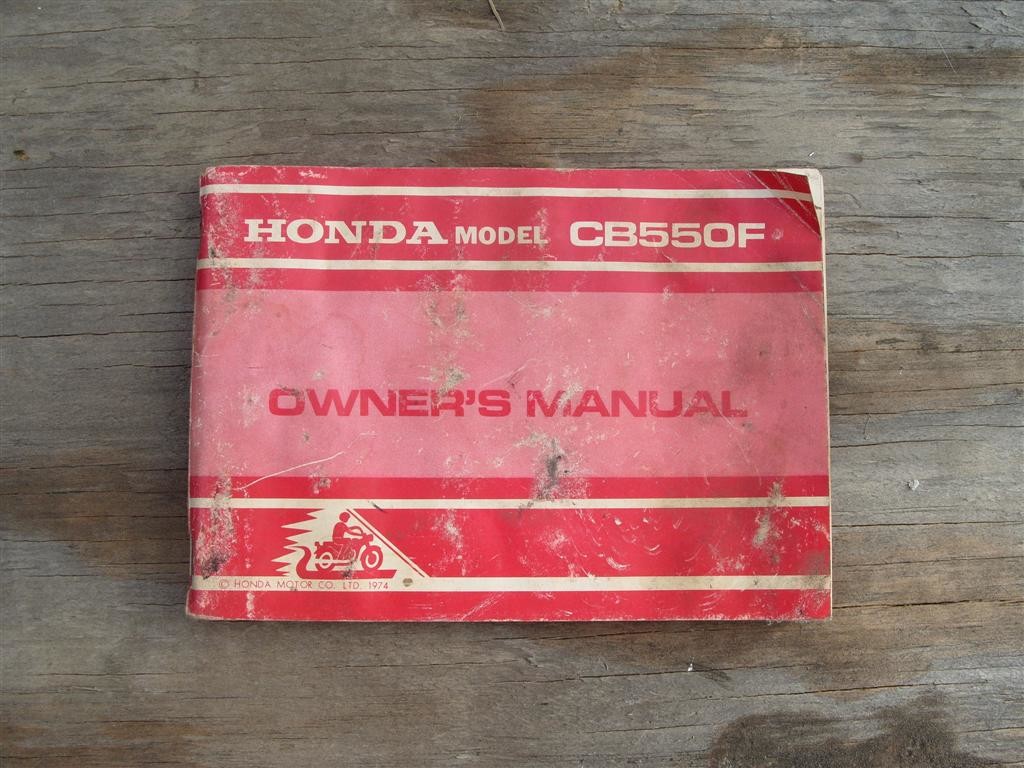 HONDA MODEL CB550F
OWNER'S MANUAL
© HONDA MOTOR CO. LTD. 1974